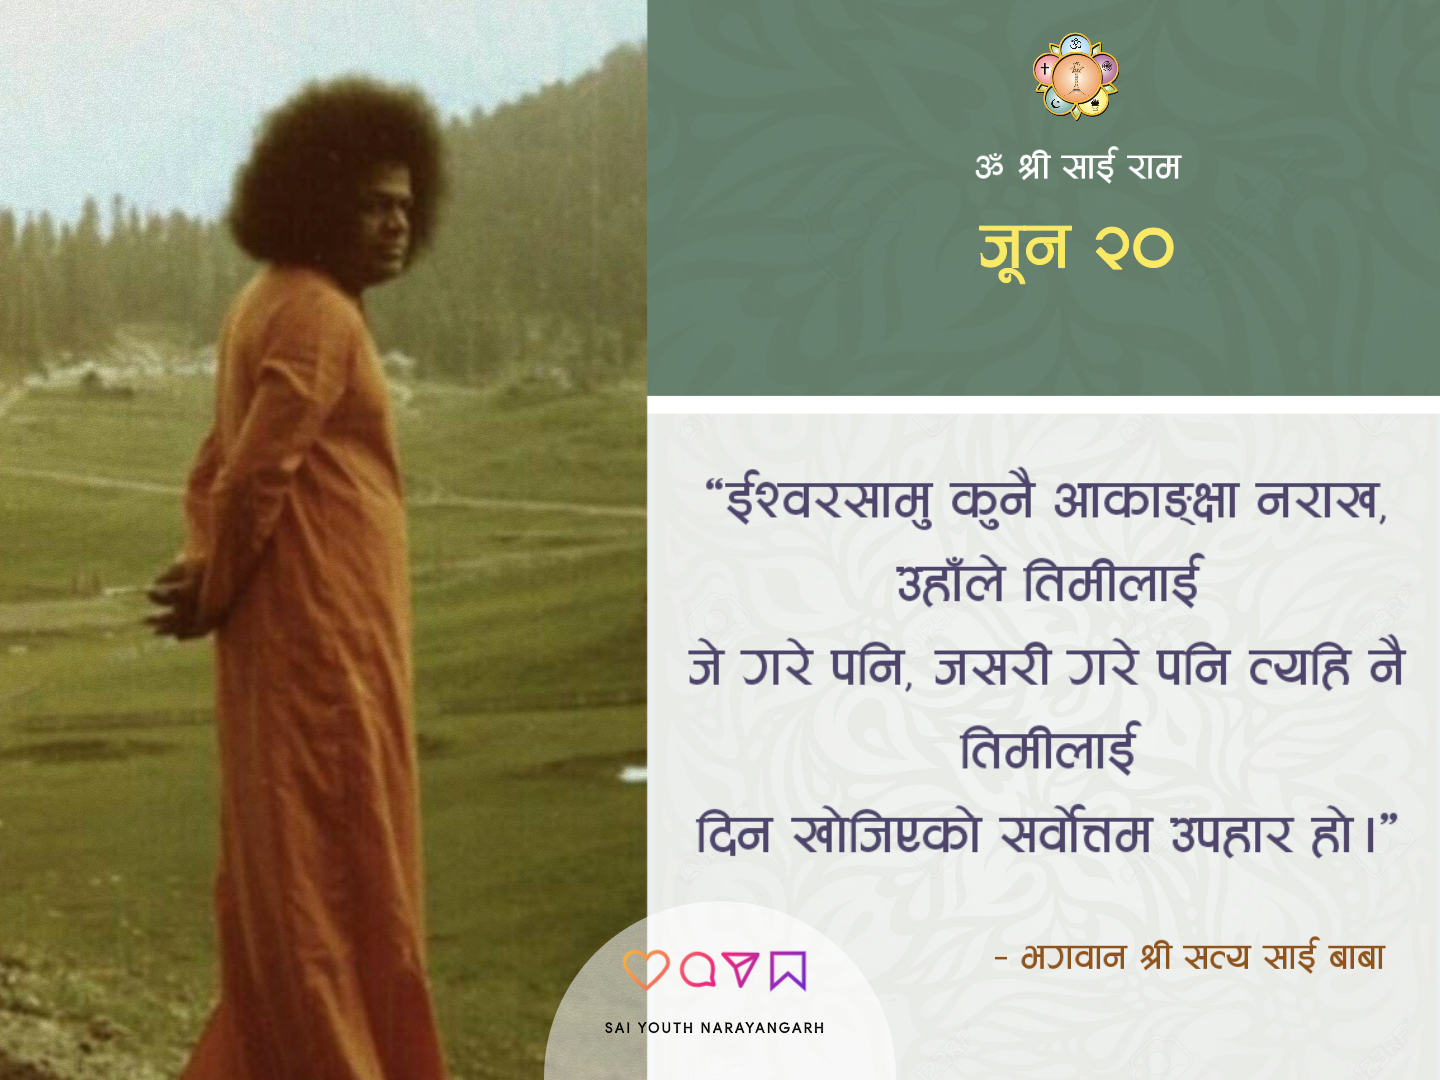 ॐ श्री साई राम
जून २०
“ईश्वरसामु कुनै आकाङ्क्षा नराख,
उहाँले तिमीलाई
जे गरे पनि, जसरी गरे पनि त्यहि नै
तिमीलाई
दिन खोजिएको सर्वोत्तम उपहार हो।”
- भगवान श्री सत्य साई बाबा
SAI YOUTH NARAYANGARH